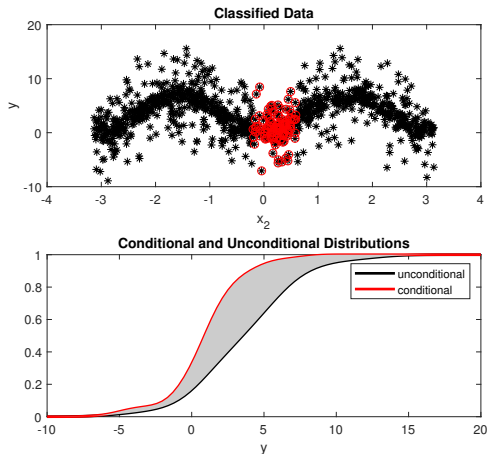 Classified Data
20
10
0
-10
y
-4 -3 -2 -1 0 1 2 3 4
x2
Conditional and Unconditional Distributions
1
0.8
0.6
0.4
0.2
0
unconditional
conditional
-10 -5 0 5 10 15 20
y